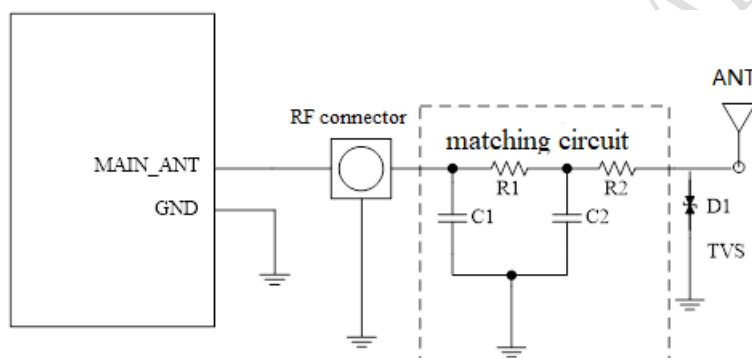 ANT
RF connector
matching circuit
MAIN_ANT
R1
R2
GND
C1
C2
D1
TVS